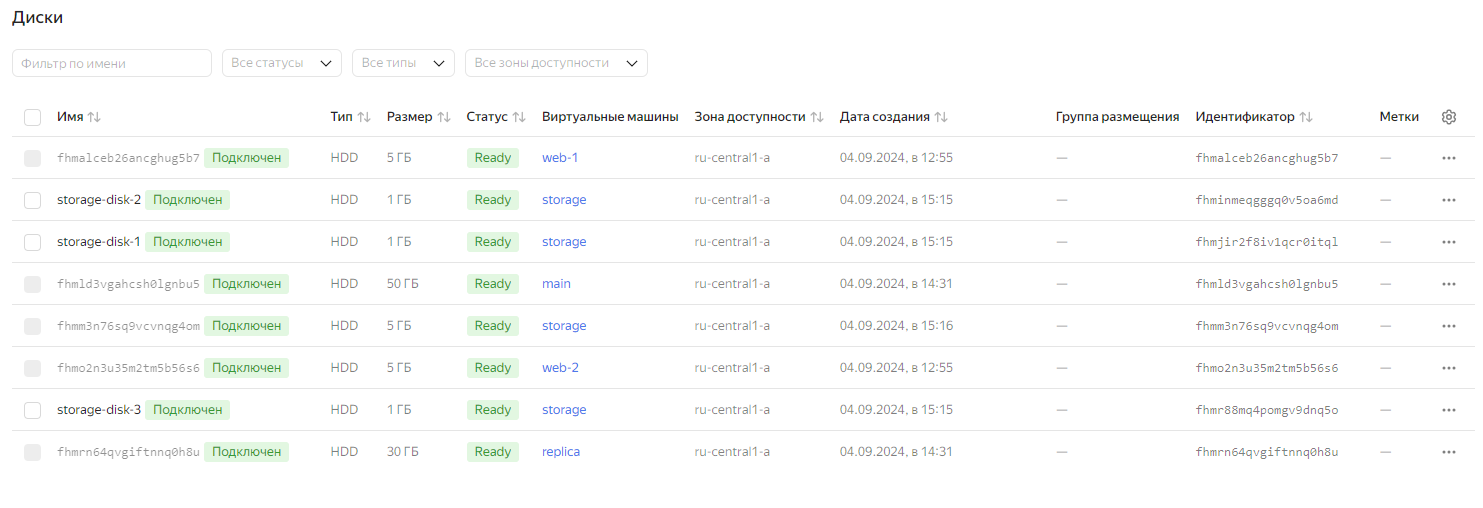 Диски
Фильтр по имени Все статусы Все типы Все зоны доступности
Имя Тип Размер Статус Виртуальные машины Зона доступности Дата создания Группа размещения Идентификатор Метки
fhmalceb26ancghug5b7 Подключен HDD 5 ГБ Ready web-1 ru-central1-a 04.09.2024, в 12:55 — fhmalceb26ancghug5b7 —
storage-disk-2 Подключен HDD 1 ГБ Ready storage ru-central1-a 04.09.2024, в 15:15 — fhminmeqgggq0v5oa6md —
storage-disk-1 Подключен HDD 1 ГБ Ready storage ru-central1-a 04.09.2024, в 15:15 — fhmjir2f8iv1qcr0itql —
fhmld3vgahcsh0lgnbu5 Подключен HDD 50 ГБ Ready main ru-central1-a 04.09.2024, в 14:31 — fhmld3vgahcsh0lgnbu5 —
fhmm3n76sq9vcvnqg4om Подключен HDD 5 ГБ Ready storage ru-central1-a 04.09.2024, в 15:16 — fhmm3n76sq9vcvnqg4om —
fhmo2n3u35m2tm5b56s6 Подключен HDD 5 ГБ Ready web-2 ru-central1-a 04.09.2024, в 12:55 — fhmo2n3u35m2tm5b56s6 —
storage-disk-3 Подключен HDD 1 ГБ Ready storage ru-central1-a 04.09.2024, в 15:15 — fhmr88mq4pomgv9dnq5o —
fhmrn64qvgiftnnq0h8u Подключен HDD 30 ГБ Ready replica ru-central1-a 04.09.2024, в 14:31 — fhmrn64qvgiftnnq0h8u —